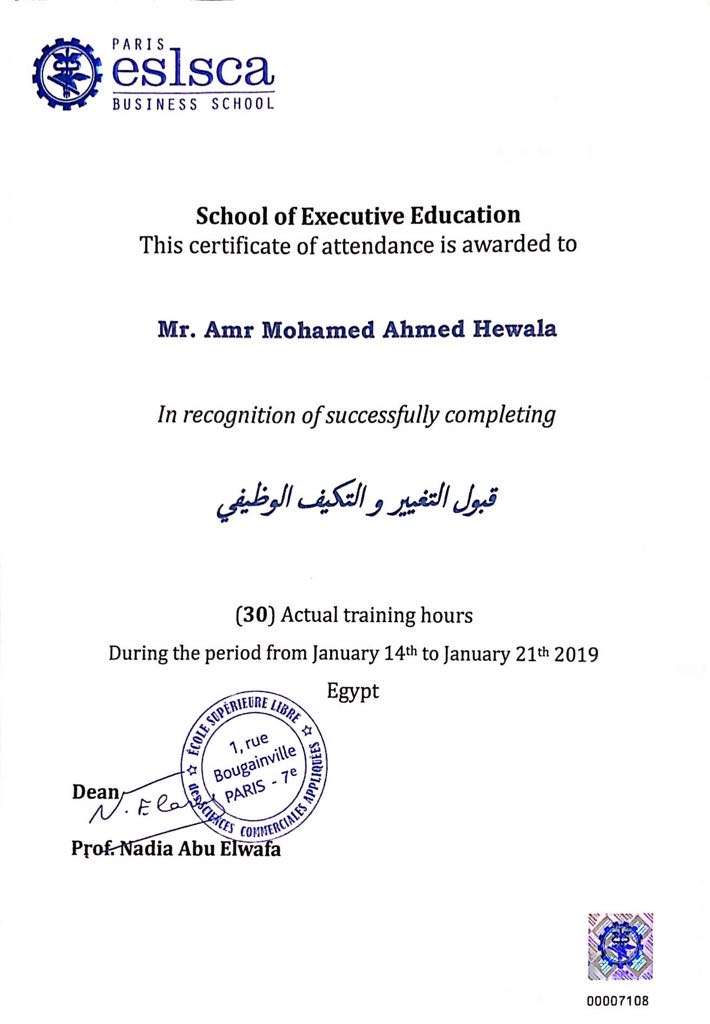 PARIS
eslsca
BUSINESS SCHOOL
School of Executive Education
This certificate of attendance is awarded to
Mr. Amr Mohamed Ahmed Hewala
In recognition of successfully completing
قبول التغيير و التكيف الوظيفي
(30) Actual training hours
During the period from January 14th to January 21th 2019
Egypt
ÉCOLE SUPÉRIEURE LIBRE
des SCIENCES COMMERCIALES APPLIQUÉES
1, rue
Bougainville
PARIS - 7e
Dean
Prof. Nadia Abu Elwafa
00007108